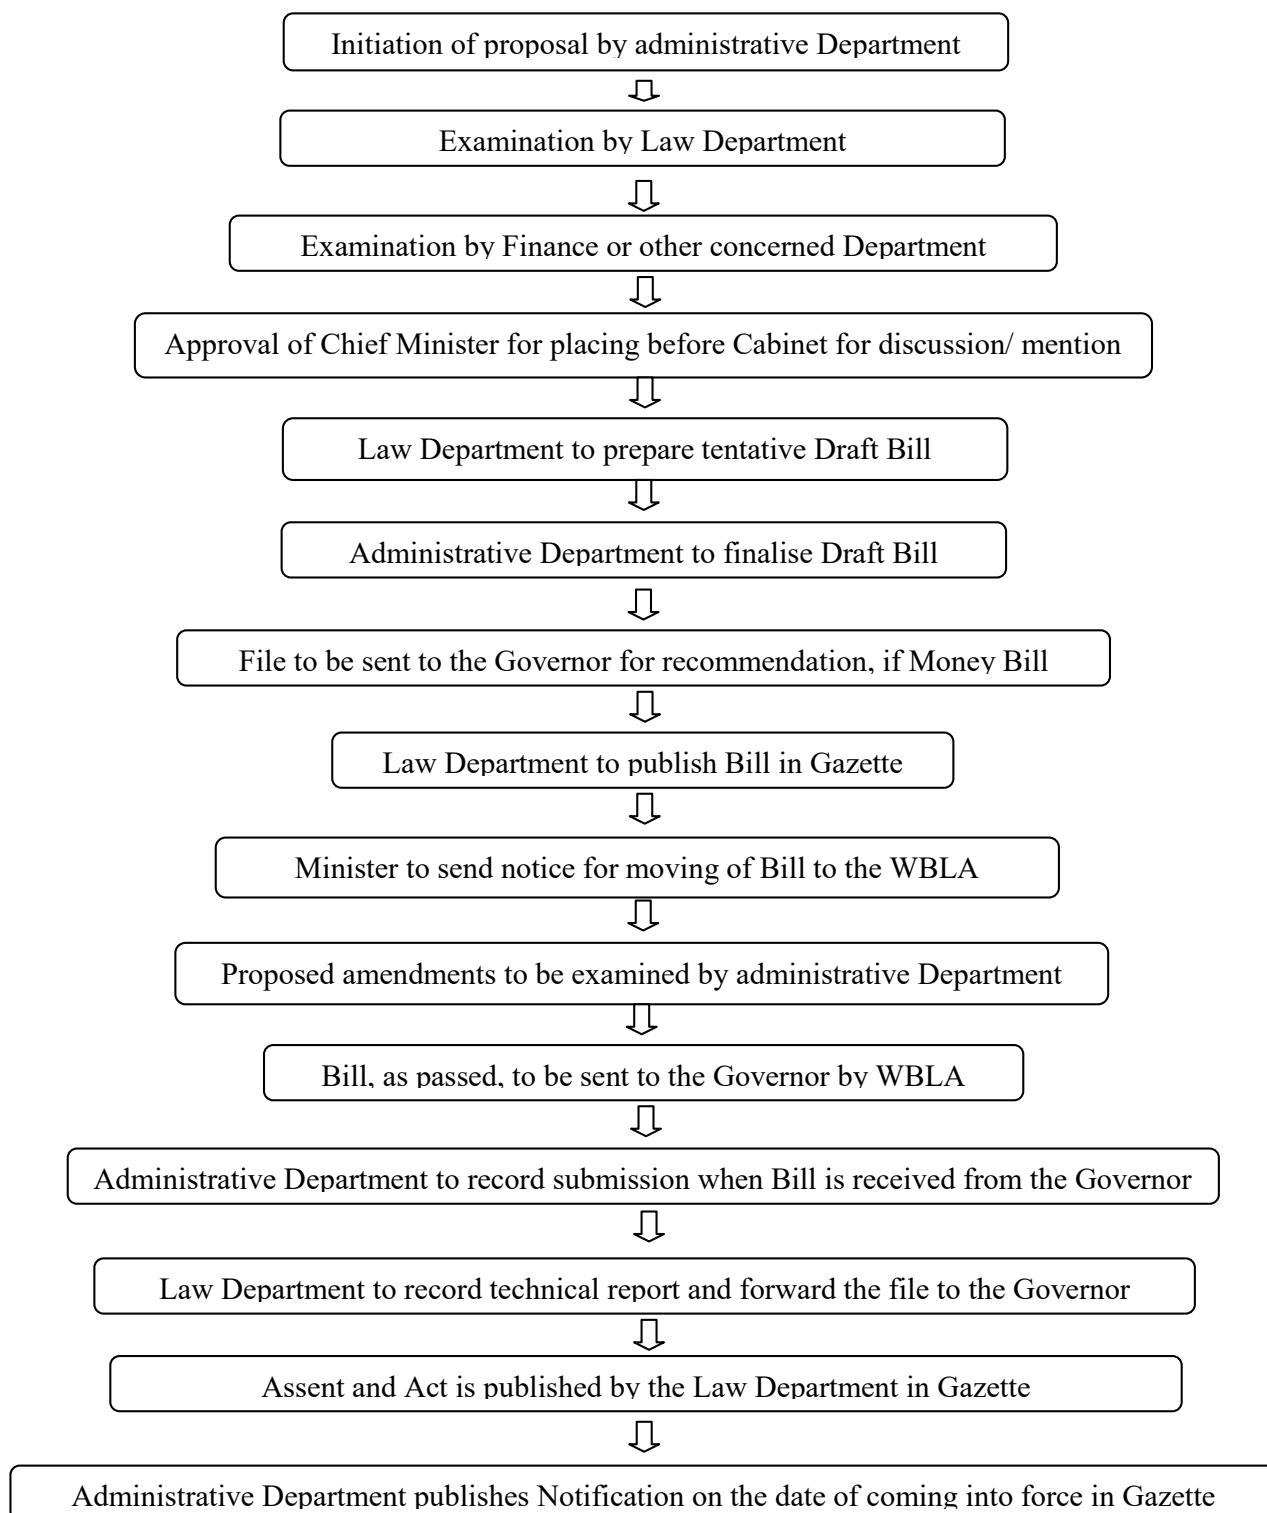 Initiation of proposal by administrative Department
Examination by Law Department
Examination by Finance or other concerned Department
Approval of Chief Minister for placing before Cabinet for discussion/ mention
Law Department to prepare tentative Draft Bill
Administrative Department to finalise Draft Bill
File to be sent to the Governor for recommendation, if Money Bill
Law Department to publish Bill in Gazette
Minister to send notice for moving of Bill to the WBLA
Proposed amendments to be examined by administrative Department
Bill, as passed, to be sent to the Governor by WBLA
Administrative Department to record submission when Bill is received from the Governor
Law Department to record technical report and forward the file to the Governor
Assent and Act is published by the Law Department in Gazette
Administrative Department publishes Notification on the date of coming into force in Gazette